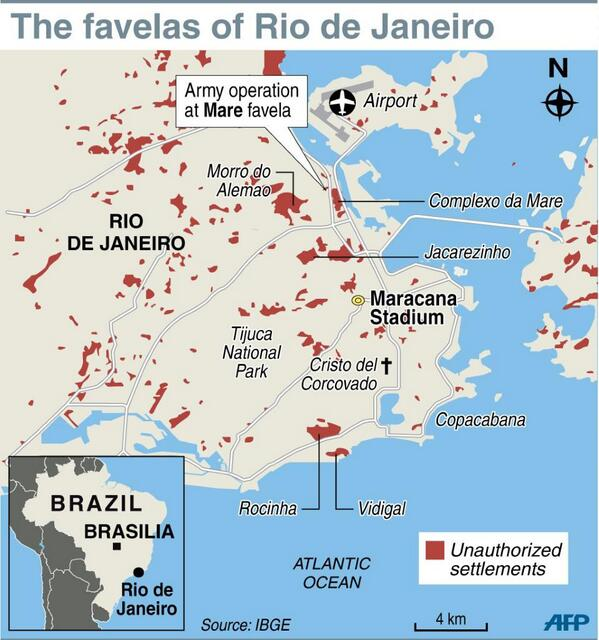 The favelas of Rio de Janeiro
Army operation
at Mare favela
Airport
N
Morro do
Alemao
Complexo da Mare
RIO
DE JANEIRO
Jacarezinho
Maracana
Stadium
Tijuca
National
Park
Cristo del
Corcovado
Copacabana
Rocinha
Vidigal
BRAZIL
BRASILIA
Rio de
Janeiro
ATLANTIC
OCEAN
Unauthorized
settlements
Source: IBGE
4 km
AFP